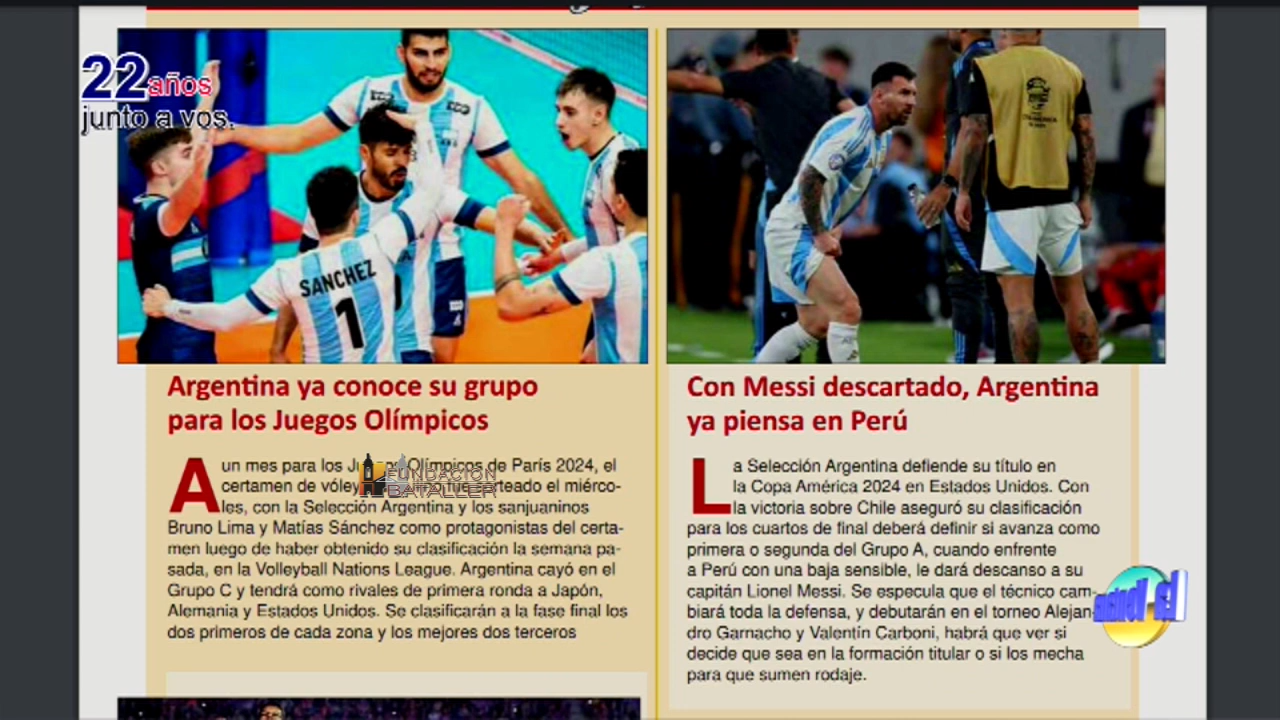 22 años
junto a vos.
SANCHEZ
1
Argentina ya conoce su grupo
para los Juegos Olímpicos
A un mes para los Juegos Olímpicos de París 2024, el
certamen de vóley fue sorteado el miérco-
les, con la Selección Argentina y los sanjuaninos
Bruno Lima y Matías Sánchez como protagonistas del certa-
men luego de haber obtenido su clasificación la semana pa-
sada, en la Volleyball Nations League. Argentina cayó en el
Grupo C y tendrá como rivales de primera ronda a Japón,
Alemania y Estados Unidos. Se clasificarán a la fase final los
dos primeros de cada zona y los mejores dos terceros
FUNDACION
BATALLER
Con Messi descartado, Argentina
ya piensa en Perú
La Selección Argentina defiende su título en
la Copa América 2024 en Estados Unidos. Con
la victoria sobre Chile aseguró su clasificación
para los cuartos de final deberá definir si avanza como
primera o segunda del Grupo A, cuando enfrente
a Perú con una baja sensible, le dará descanso a su
capitán Lionel Messi. Se especula que el técnico cam-
biará toda la defensa, y debutarán en el torneo Alejan-
dro Garnacho y Valentín Carboni, habrá que ver si
decide que sea en la formación titular o si los mecha
para que sumen rodaje.